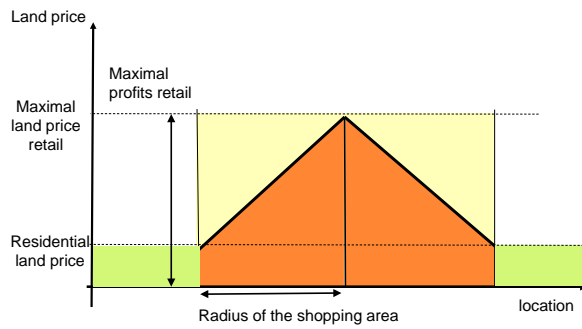 Land price
Maximal
profits retail
Maximal
land price
retail
Residential
land price
location
Radius of the shopping area